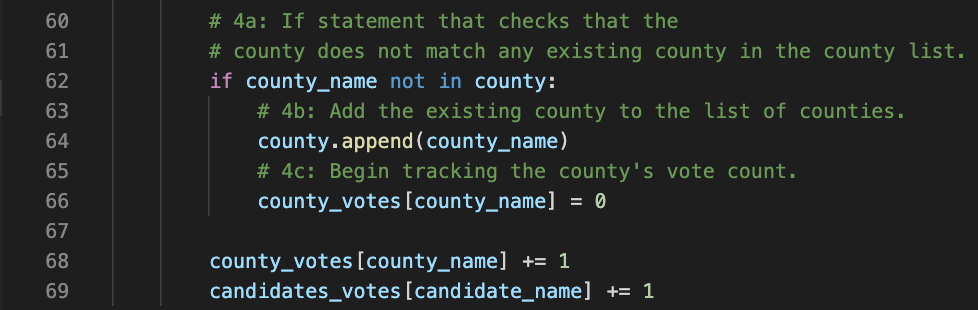 60 # 4a: If statement that checks that the
61 # county does not match any existing county in the county list.
62 if county_name not in county:
63 # 4b: Add the existing county to the list of counties.
64 county.append(county_name)
65 # 4c: Begin tracking the county's vote count.
66 county_votes[county_name] = 0
67
68 county_votes[county_name] += 1
69 candidates_votes[candidate_name] += 1